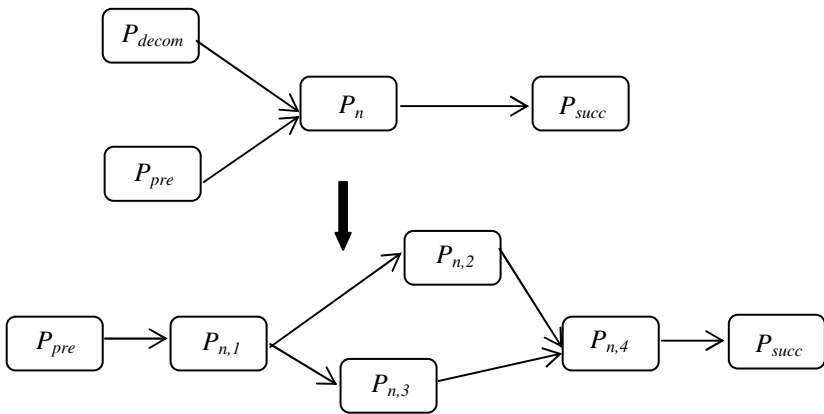 P_decom
P_n
P_succ
P_pre
P_n,2
P_pre
P_n,1
P_n,4
P_succ
P_n,3